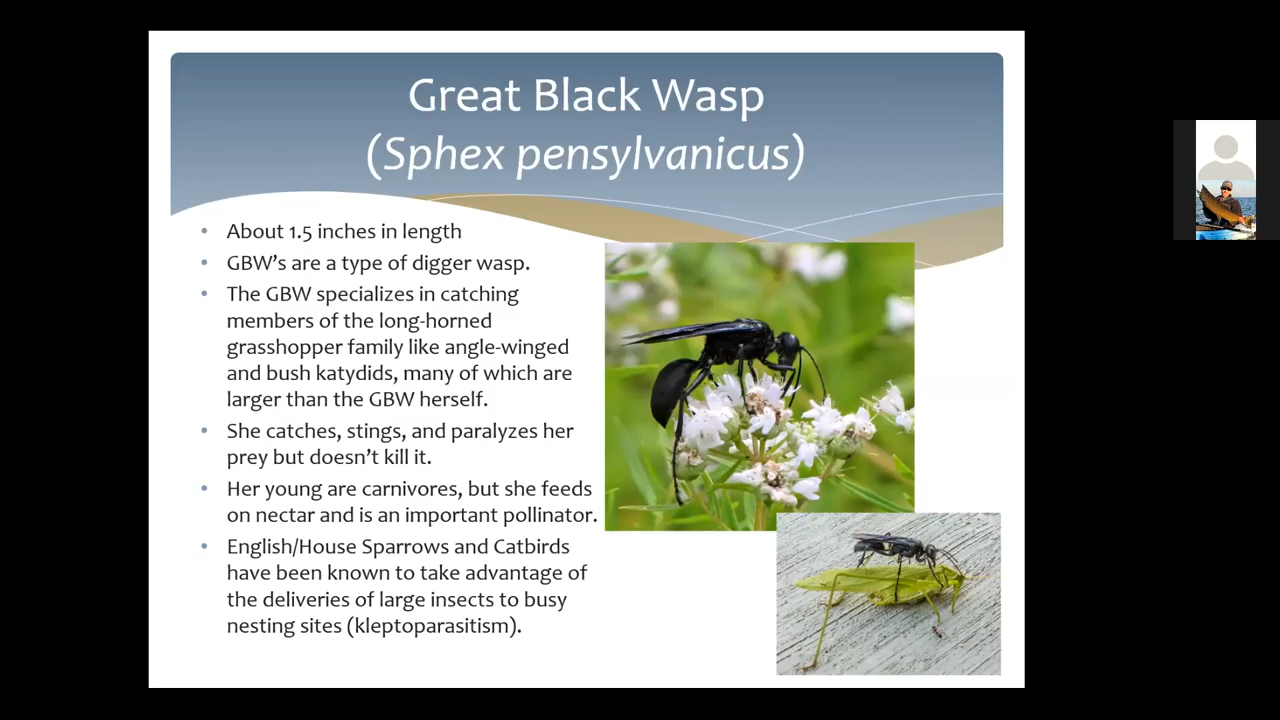 Great Black Wasp
(Sphex pensylvanicus)
• About 1.5 inches in length
• GBW's are a type of digger wasp.
• The GBW specializes in catching
members of the long-horned
grasshopper family like angle-winged
and bush katydids, many of which are
larger than the GBW herself.
• She catches, stings, and paralyzes her
prey but doesn't kill it.
• Her young are carnivores, but she feeds
on nectar and is an important pollinator.
• English/House Sparrows and Catbirds
have been known to take advantage of
the deliveries of large insects to busy
nesting sites (kleptoparasitism).